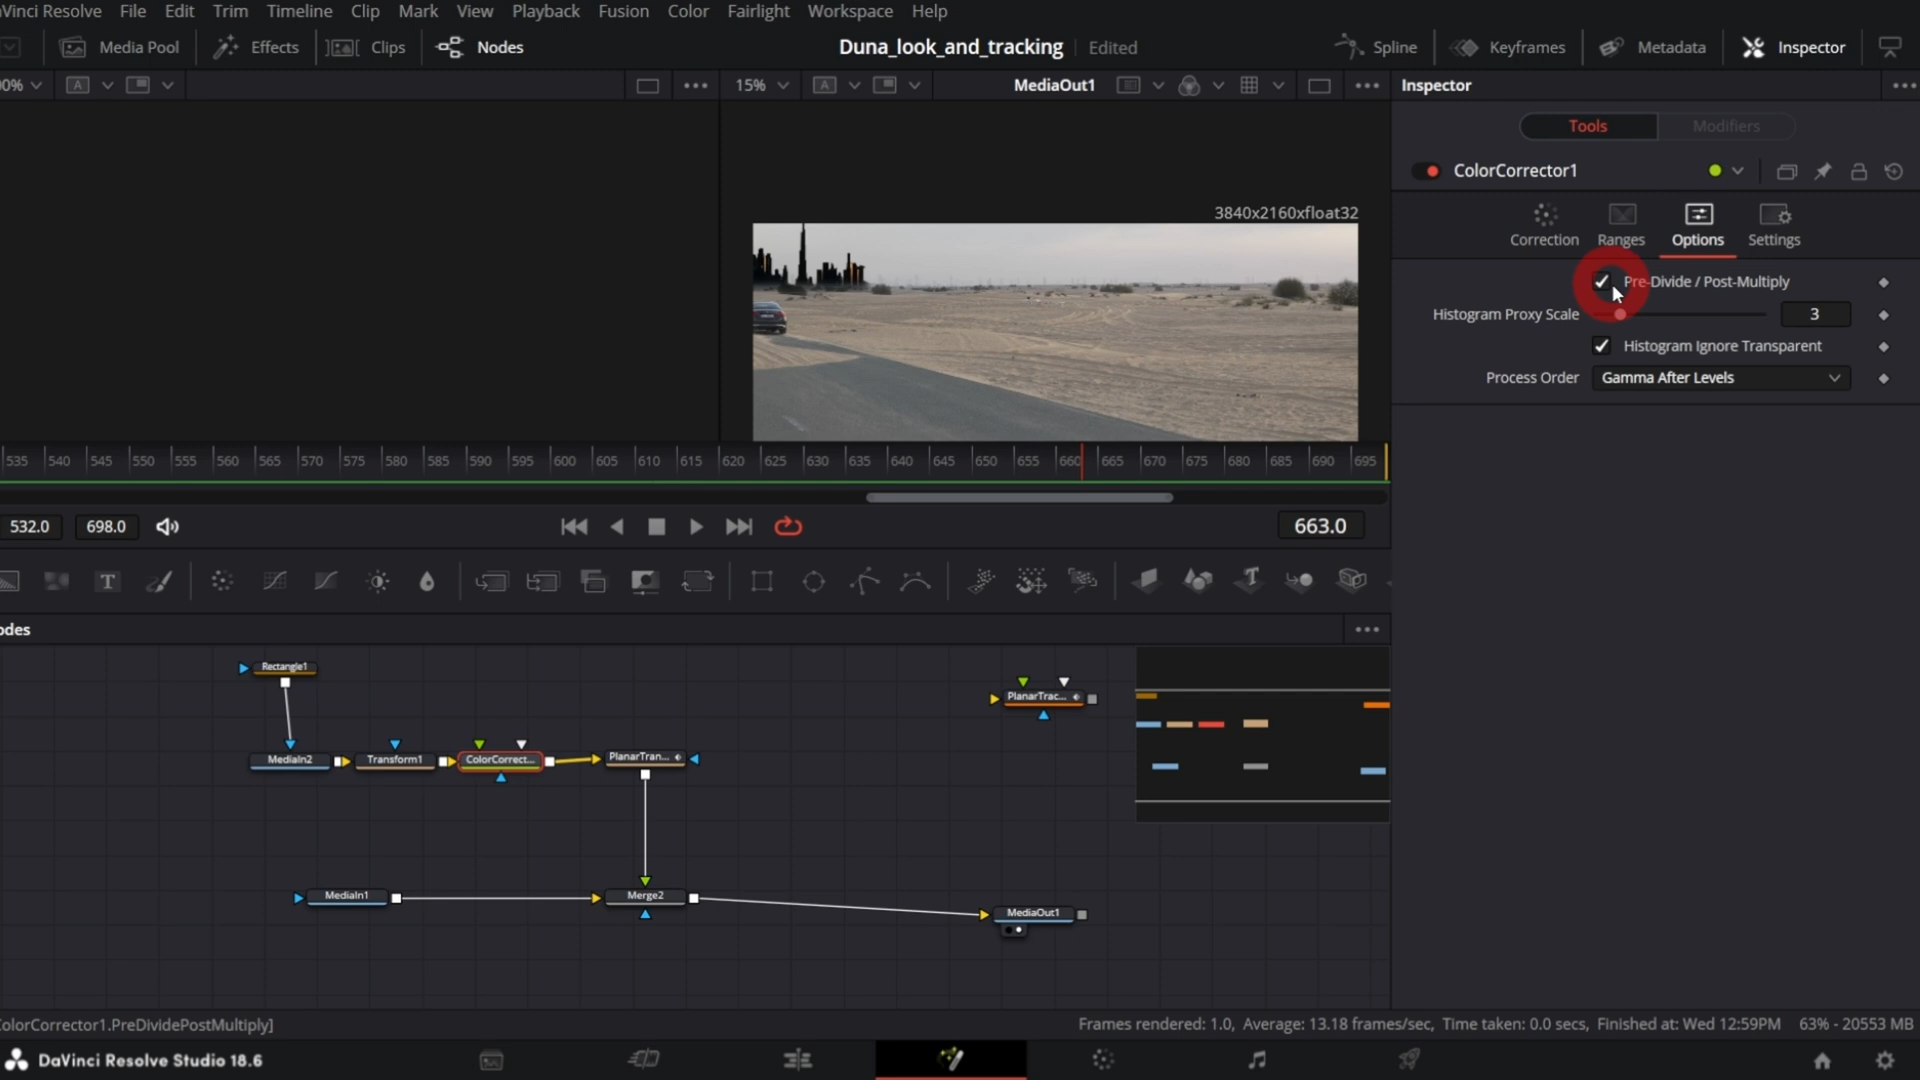 aVinci Resolve File Edit Trim Timeline Clip Mark View Playback Fusion Color Fairlight Workspace Help
Media Pool Effects Clips Nodes Duna_look_and_tracking Edited Spline Keyframes Metadata Inspector
0% A 15% A MediaOut1 Inspector
Tools Modifiers
ColorCorrector1
3840x2160xfloat32
Correction Ranges Options Settings
Pre-Divide / Post-Multiply
Histogram Proxy Scale 3
Histogram Ignore Transparent
Process Order Gamma After Levels
535 540 545 550 555 560 565 570 575 580 585 590 595 600 605 610 615 620 625 630 635 640 645 650 655 660 665 670 675 680 685 690 695
532.0 698.0 663.0
T T
odes
Rectangle1
PlanarTrac...
MediaIn2 Transform1 ColorCorrect... PlanarTran...
MediaIn1 Merge2
MediaOut1
ColorCorrector1.PreDividePostMultiply] Frames rendered: 1.0, Average: 13.18 frames/sec, Time taken: 0.0 secs, Finished at: Wed 12:59PM 63% - 20553 MB
DaVinci Resolve Studio 18.6